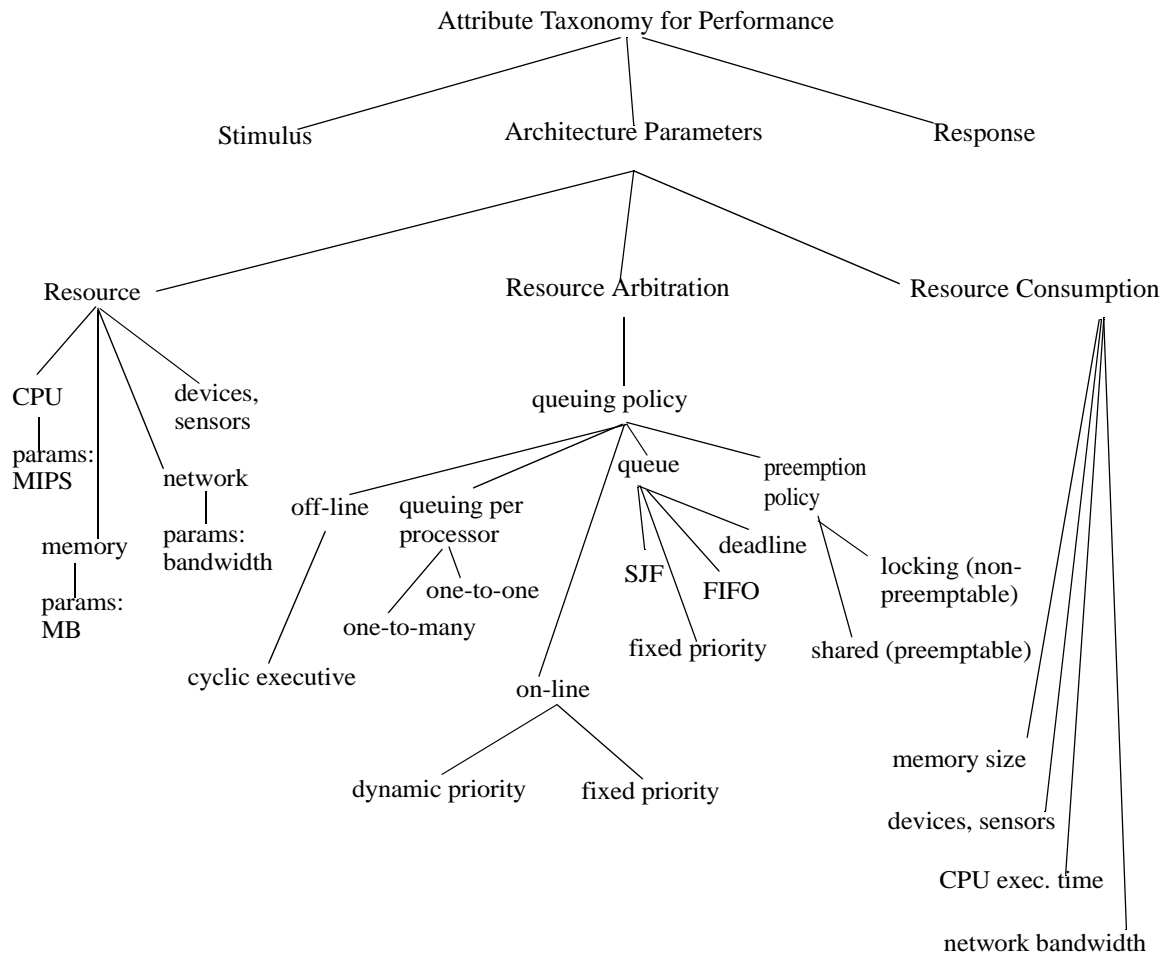 Attribute Taxonomy for Performance
Stimulus
Architecture Parameters
Response
Resource
Resource Arbitration
Resource Consumption
CPU
params:
MIPS
devices,
sensors
network
params:
bandwidth
memory
params:
MB
queuing policy
off-line
queuing per
processor
queue
preemption
policy
one-to-one
one-to-many
cyclic executive
SJF
FIFO
deadline
fixed priority
locking (non-
preemptable)
shared (preemptable)
on-line
dynamic priority
fixed priority
memory size
devices, sensors
CPU exec. time
network bandwidth